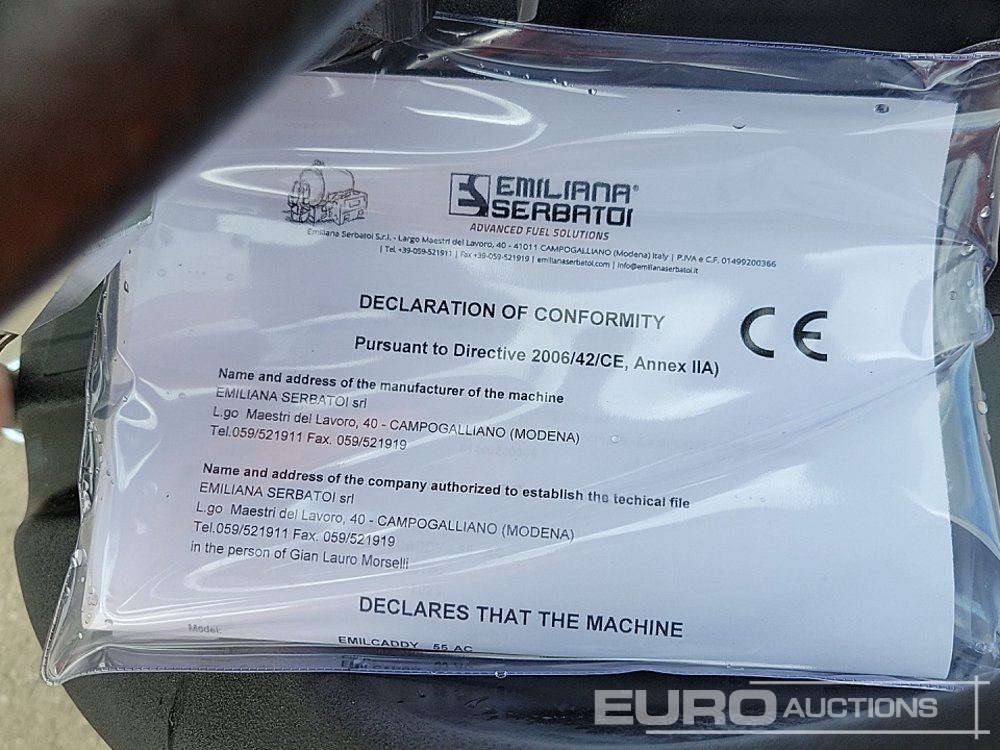 EMILIANA®
SERBATOI
ADVANCED FUEL SOLUTIONS
Emiliana Serbatoi S.r.l. - Largo Maestri del Lavoro, 40 - 41011 CAMPOGALLIANO (Modena) Italy | P.IVA e C.F. 01499200366
| Tel. +39-059-521911 | Fax +39-059-521919 | emilianaserbatoi.com | info@emilianaserbatoi.it
DECLARATION OF CONFORMITY
CE
Pursuant to Directive 2006/42/CE, Annex IIA)
Name and address of the manufacturer of the machine
EMILIANA SERBATOI srl
L.go Maestri del Lavoro, 40 - CAMPOGALLIANO (MODENA)
Tel.059/521911 Fax. 059/521919
Name and address of the company authorized to establish the techical file
EMILIANA SERBATOI srl
L.go Maestri del Lavoro, 40 - CAMPOGALLIANO (MODENA)
Tel.059/521911 Fax. 059/521919
in the person of Gian Lauro Morselli
DECLARES THAT THE MACHINE
Model:
EMILCADDY 55 AC
EURO AUCTIONS